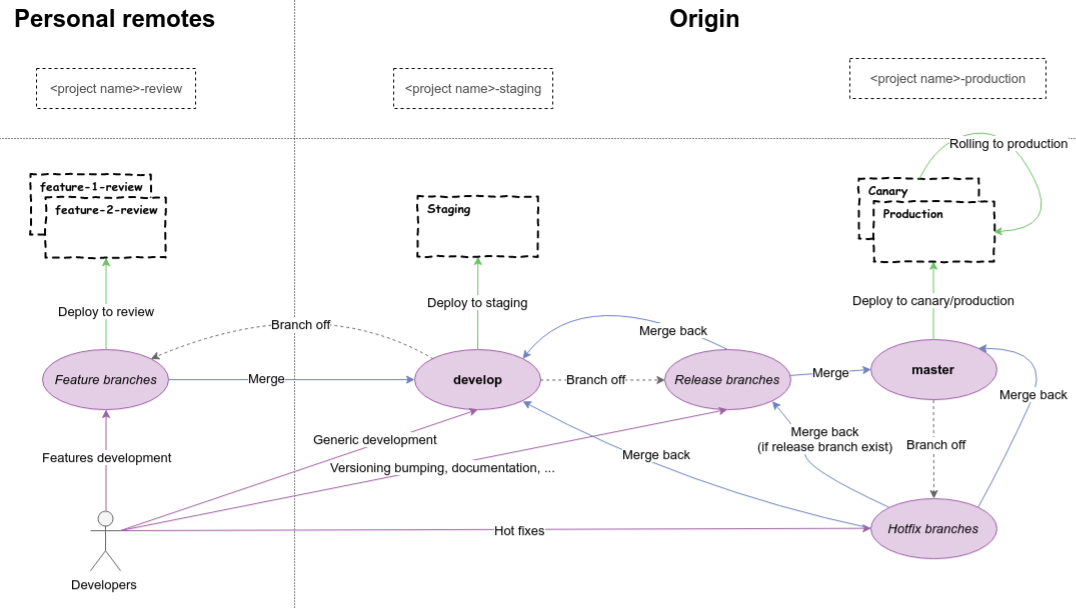 Personal remotes
Origin
<project name>-review
<project name>-staging
<project name>-production
Rolling to production
feature-1-review
feature-2-review
Staging
Canary
Production
Deploy to review
Deploy to staging
Deploy to canary/production
Branch off
Merge back
Feature branches
Merge
develop
Branch off
Release branches
Merge
master
Merge back
Features development
Generic development
Versioning bumping, documentation, ...
Merge back
Merge back
(if release branch exist)
Branch off
Hot fixes
Hotfix branches
Developers